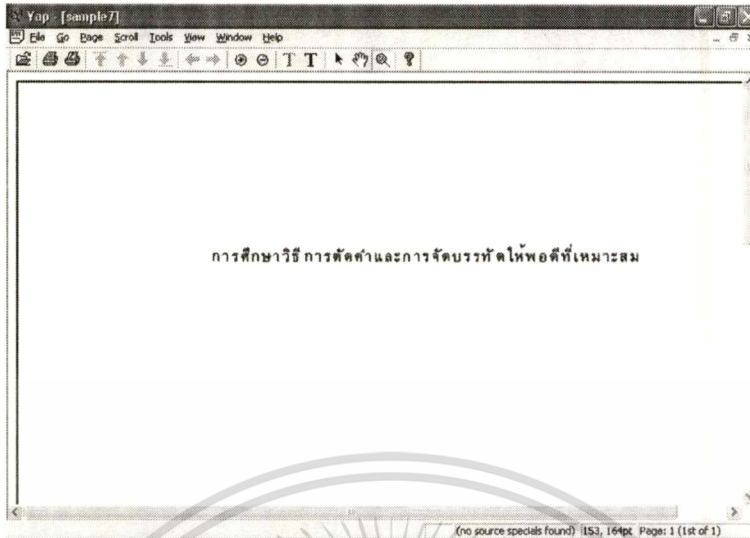 Yap - [sample7]
File Go Page Scroll Tools View Window Help
การศึกษาวิธีการตัดคำและการจัดบรรทัดให้พอดีที่เหมาะสม
(no source specials found) 153, 164pt Page: 1 (1st of 1)